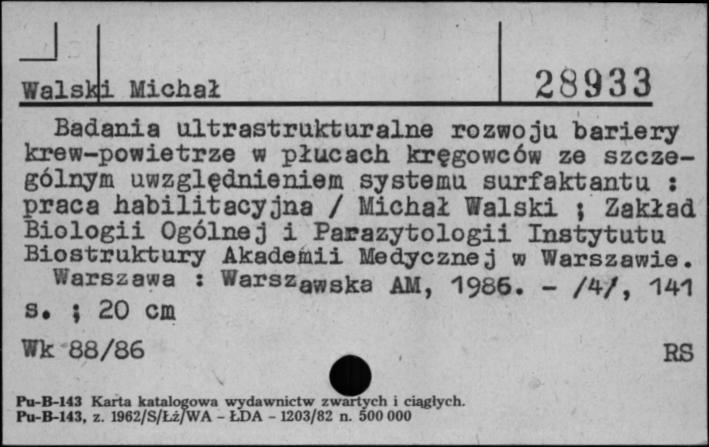 Walski Michał 28933
Badania ultrastrukturalne rozwoju bariery
krew-powietrze w płucach kręgowców ze szcze-
gólnym uwzględnieniem systemu surfaktantu :
praca habilitacyjna / Michał Walski ; Zakład
Biologii Ogólnej i Parazytologii Instytutu
Biostruktury Akademii Medycznej w Warszawie.
Warszawa : Warszawska AM, 1986. - /4/, 141
s. ; 20 cm
Wk 88/86 RS
Pu-B-143 Karta katalogowa wydawnictw zwartych i ciągłych.
Pu-B-143, z. 1962/S/Łż/WA - ŁDA - 1203/82 n. 500 000